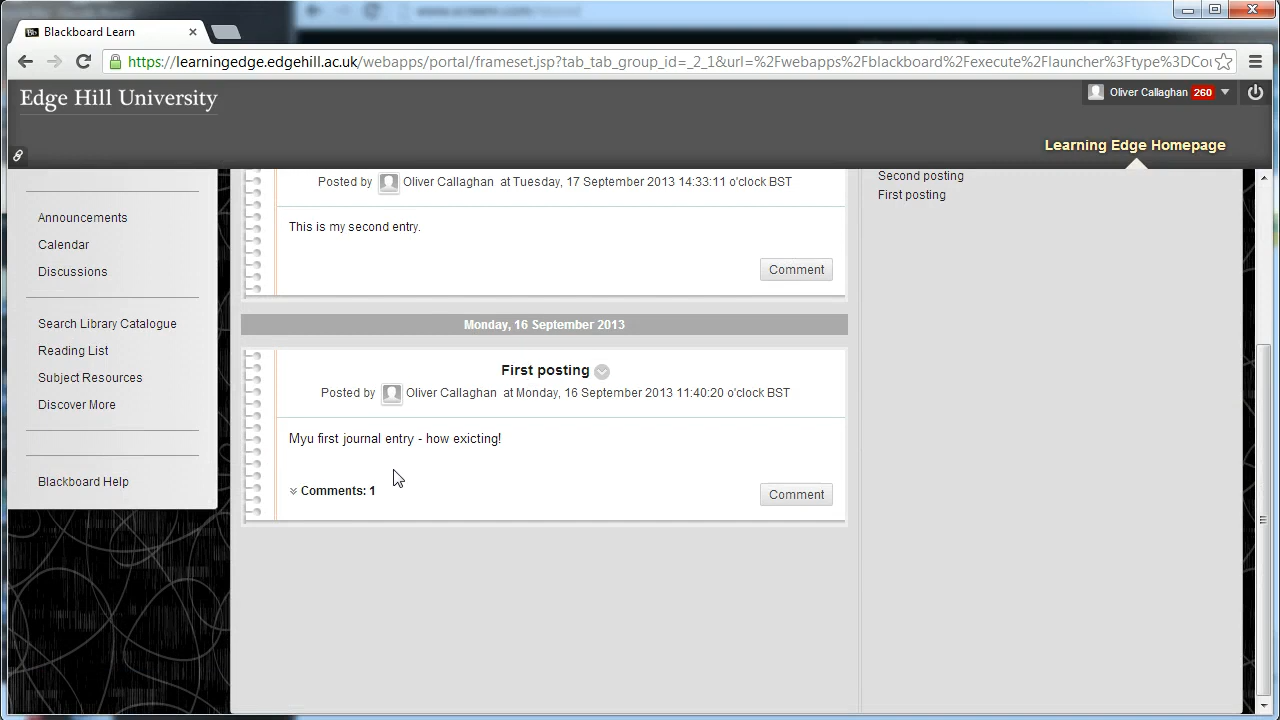 Blackboard Learn
https://learningedge.edgehill.ac.uk/webapps/portal/frameset.jsp?tab_tab_group_id=_2_1&url=%2Fwebapps%2Fblackboard%2Fexecute%2Flauncher%3Ftype%3DCou
Edge Hill University
Oliver Callaghan 260
Learning Edge Homepage
Second posting
Posted by Oliver Callaghan at Tuesday, 17 September 2013 14:33:11 o'clock BST
First posting
Announcements
This is my second entry.
Calendar
Discussions
Comment
Search Library Catalogue
Monday, 16 September 2013
Reading List
First posting
Subject Resources
Posted by Oliver Callaghan at Monday, 16 September 2013 11:40:20 o'clock BST
Discover More
Myu first journal entry - how exicting!
Blackboard Help
Comments: 1
Comment